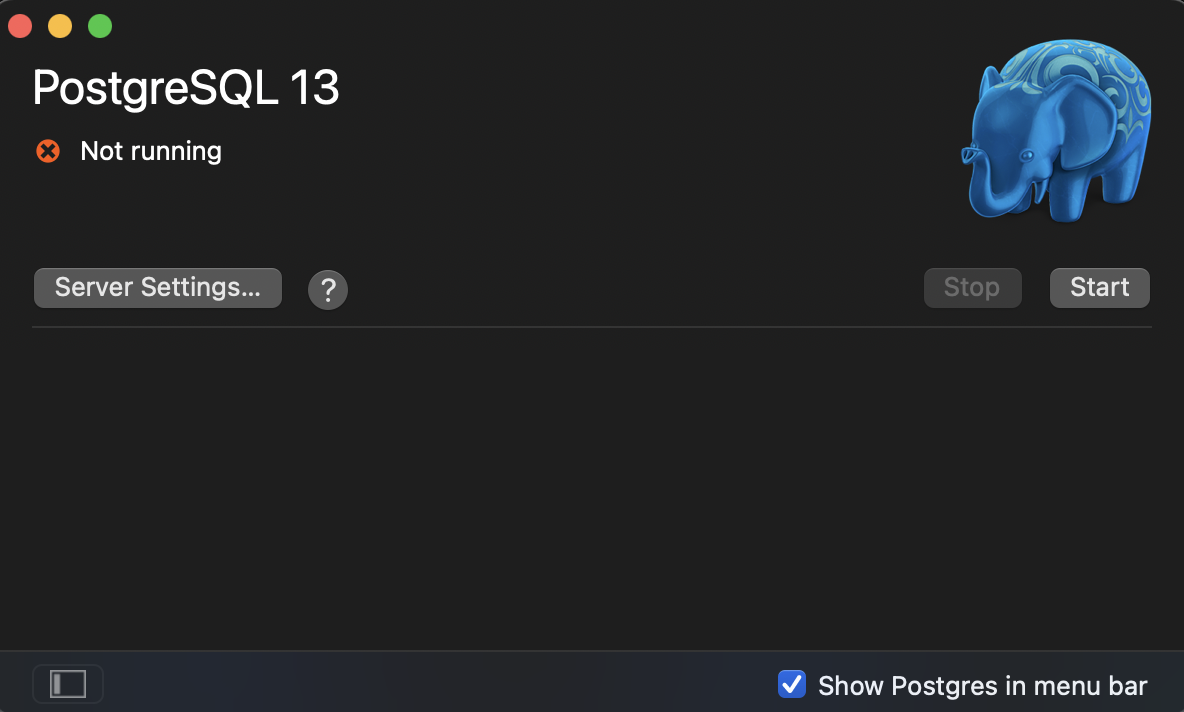 PostgreSQL 13
Not running
Server Settings...
?
Stop
Start
Show Postgres in menu bar